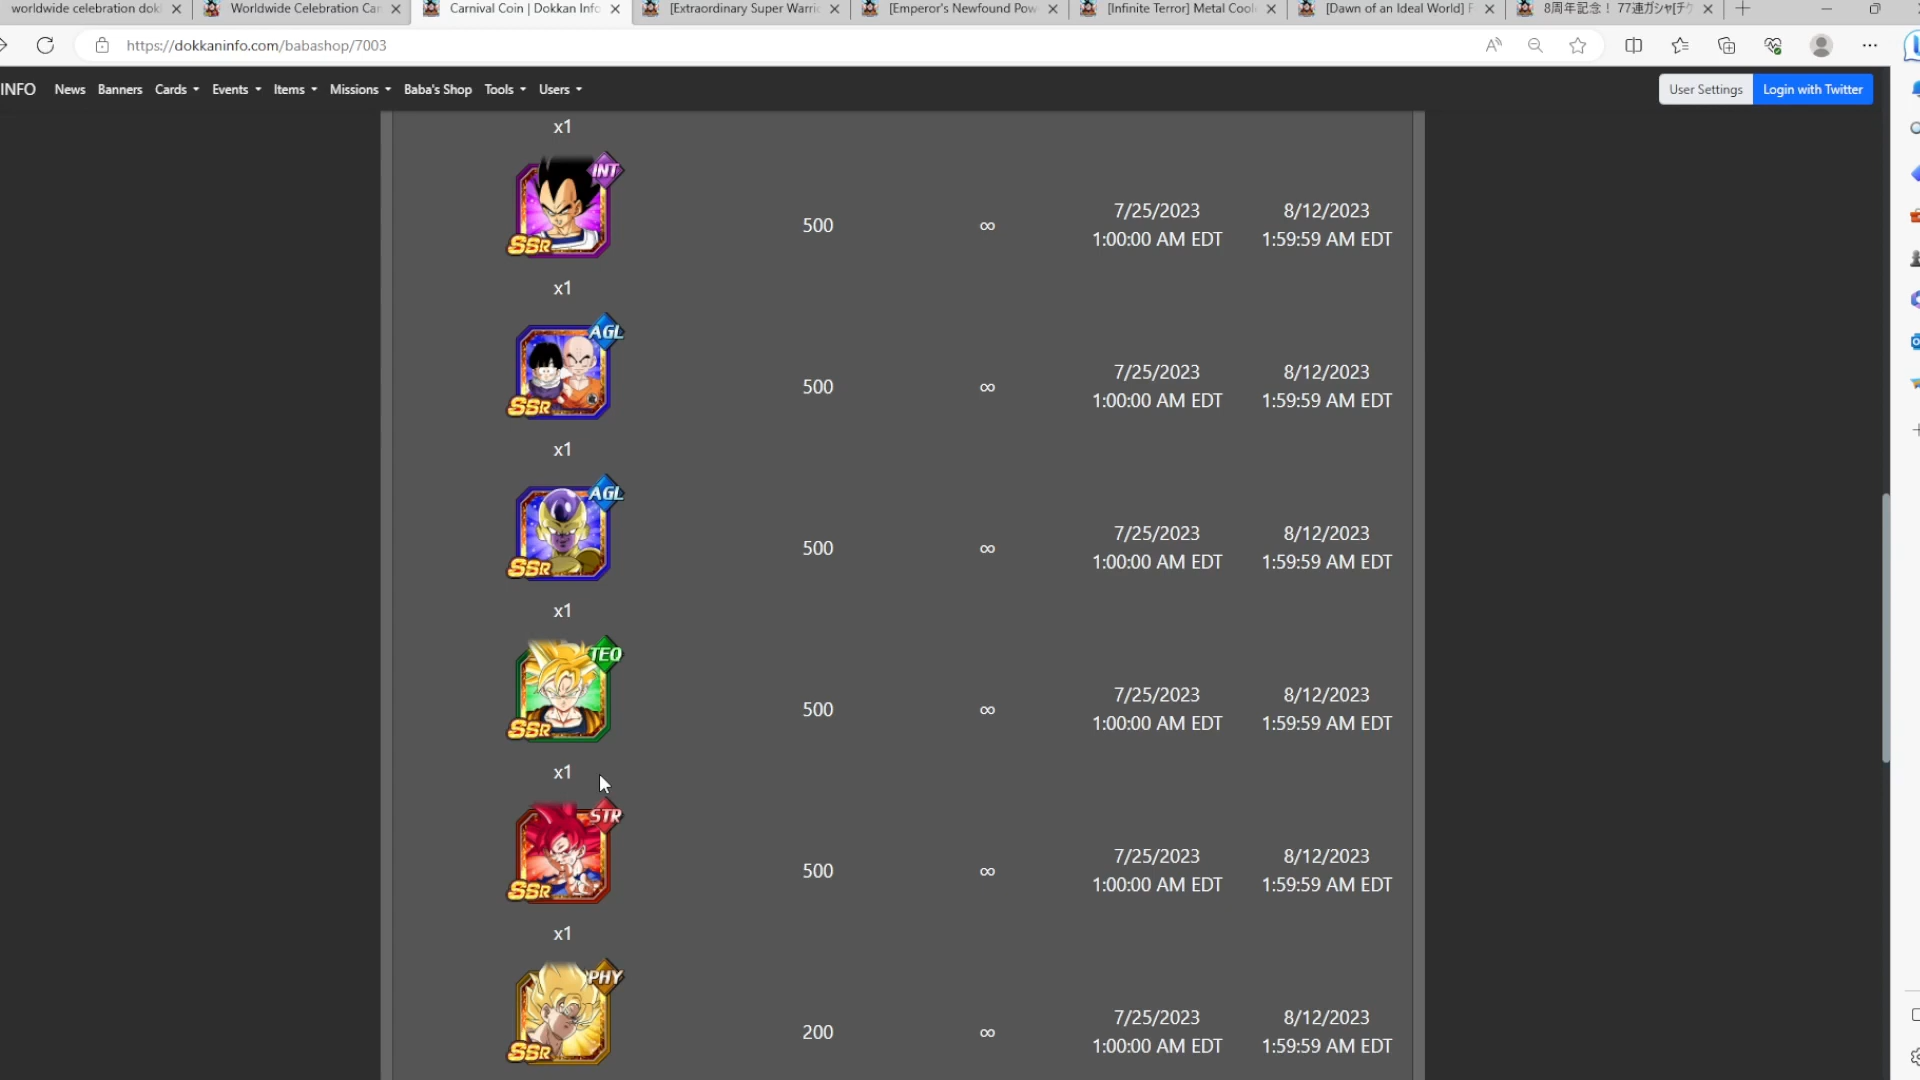 worldwide celebration dok
Worldwide Celebration Car
Carnival Coin | Dokkan Info
[Extraordinary Super Warri
[Emperor's Newfound Pow
[Infinite Terror] Metal Coole
[Dawn of an Ideal World] F
8周年記念！ 77連ガシャ[チケ
https://dokkaninfo.com/babashop/7003
INFO News Banners Cards Events Items Missions Baba's Shop Tools Users User Settings Login with Twitter
x1
INT
SSR
500 ∞ 7/25/2023 8/12/2023
1:00:00 AM EDT 1:59:59 AM EDT
x1
AGL
SSR
500 ∞ 7/25/2023 8/12/2023
1:00:00 AM EDT 1:59:59 AM EDT
x1
AGL
SSR
500 ∞ 7/25/2023 8/12/2023
1:00:00 AM EDT 1:59:59 AM EDT
x1
TEQ
SSR
500 ∞ 7/25/2023 8/12/2023
1:00:00 AM EDT 1:59:59 AM EDT
x1
STR
SSR
500 ∞ 7/25/2023 8/12/2023
1:00:00 AM EDT 1:59:59 AM EDT
x1
PHY
SSR
200 ∞ 7/25/2023 8/12/2023
1:00:00 AM EDT 1:59:59 AM EDT